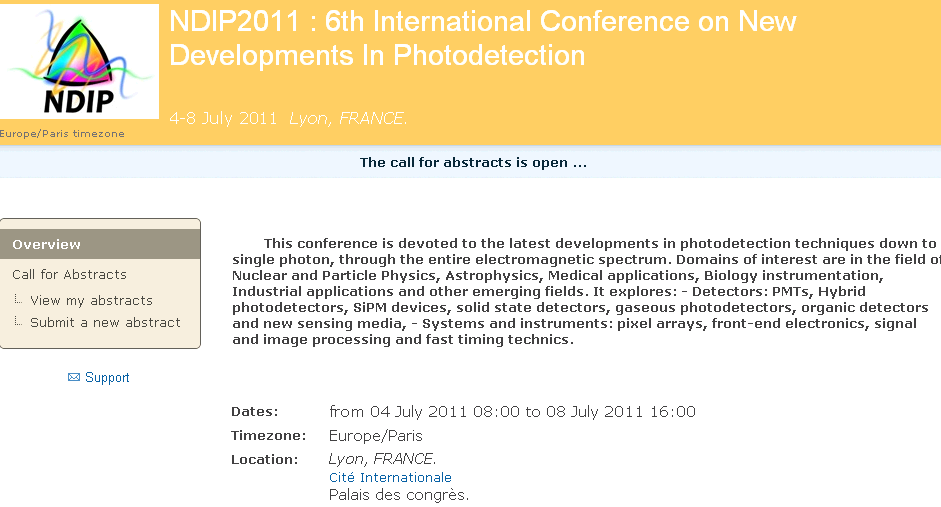 NDIP2011 : 6th International Conference on New
Developments In Photodetection
NDIP
4-8 July 2011 Lyon, FRANCE.
Europe/Paris timezone
The call for abstracts is open ...
Overview
Call for Abstracts
View my abstracts
Submit a new abstract
Support
This conference is devoted to the latest developments in photodetection techniques down to
single photon, through the entire electromagnetic spectrum. Domains of interest are in the field of
Nuclear and Particle Physics, Astrophysics, Medical applications, Biology instrumentation,
Industrial applications and other emerging fields. It explores: - Detectors: PMTs, Hybrid
photodetectors, SiPM devices, solid state detectors, gaseous photodetectors, organic detectors
and new sensing media, - Systems and instruments: pixel arrays, front-end electronics, signal
and image processing and fast timing technics.
Dates: from 04 July 2011 08:00 to 08 July 2011 16:00
Timezone: Europe/Paris
Location: Lyon, FRANCE.
Cité Internationale
Palais des congrès.